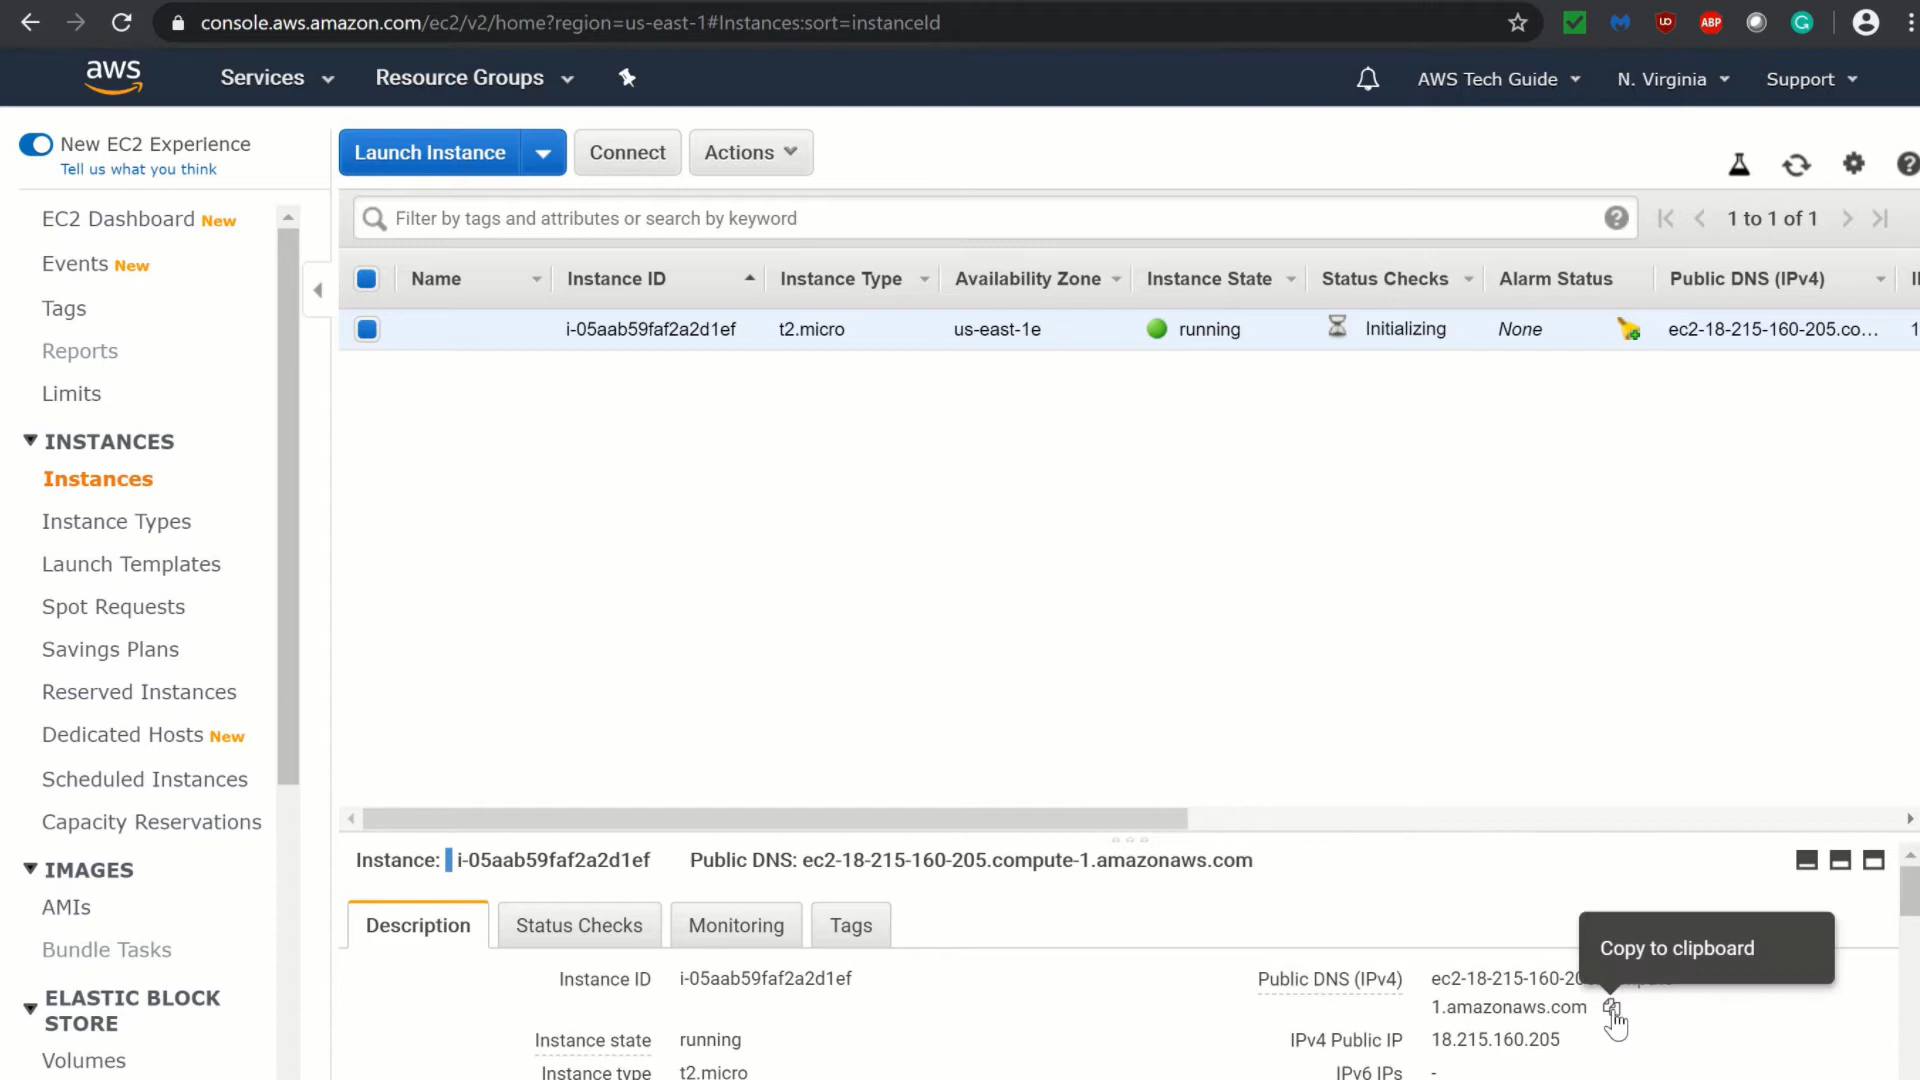 console.aws.amazon.com/ec2/v2/home?region=us-east-1#Instances:sort=instanceId
ABP
aws
Services
Resource Groups
AWS Tech Guide
N. Virginia
Support
New EC2 Experience
Tell us what you think
Launch Instance
Connect
Actions
Filter by tags and attributes or search by keyword
1 to 1 of 1
EC2 Dashboard New
Events New
Tags
Reports
Limits
INSTANCES
Instances
Instance Types
Launch Templates
Spot Requests
Savings Plans
Reserved Instances
Dedicated Hosts New
Scheduled Instances
Capacity Reservations
IMAGES
AMIs
Bundle Tasks
ELASTIC BLOCK
STORE
Volumes
Name
Instance ID
Instance Type
Availability Zone
Instance State
Status Checks
Alarm Status
Public DNS (IPv4)
i-05aab59faf2a2d1ef
t2.micro
us-east-1e
running
Initializing
None
ec2-18-215-160-205.co...
Instance: i-05aab59faf2a2d1ef
Public DNS: ec2-18-215-160-205.compute-1.amazonaws.com
Description
Status Checks
Monitoring
Tags
Copy to clipboard
Instance ID
i-05aab59faf2a2d1ef
Public DNS (IPv4)
ec2-18-215-160-20
1.amazonaws.com
Instance state
running
IPv4 Public IP
18.215.160.205
Instance type
t2.micro
IPv6 IPs
-